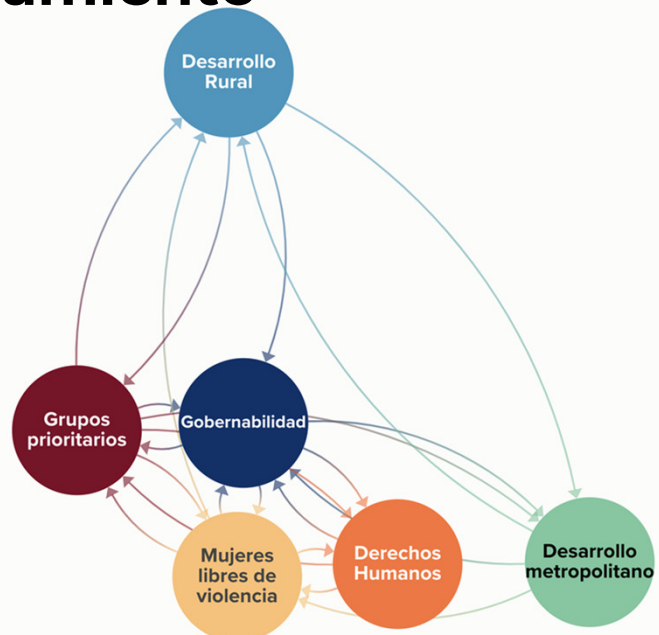 Desarrollo
Rural
Grupos
prioritarios
Gobernabilidad
Mujeres
libres de
violencia
Derechos
Humanos
Desarrollo
metropolitano